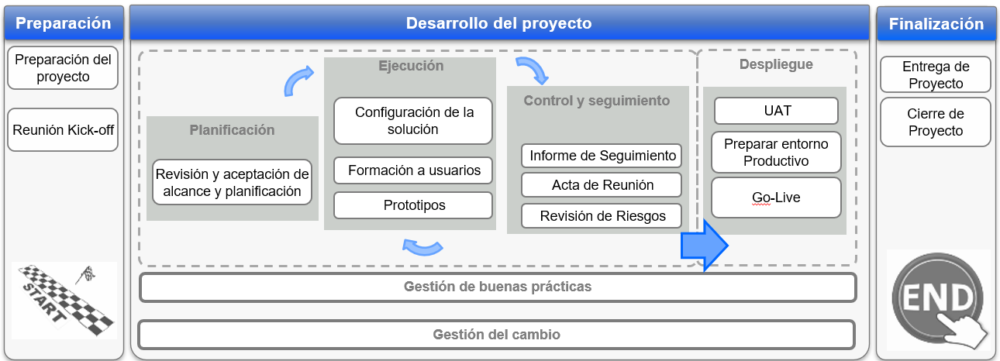 Preparación
Preparación del
proyecto
Reunión Kick-off
START
Desarrollo del proyecto
Planificación
Revisión y aceptación de
alcance y planificación
Ejecución
Configuración de la
solución
Formación a usuarios
Prototipos
Control y seguimiento
Informe de Seguimiento
Acta de Reunión
Revisión de Riesgos
Despliegue
UAT
Preparar entorno
Productivo
Go-Live
Gestión de buenas prácticas
Gestión del cambio
Finalización
Entrega de
Proyecto
Cierre de
Proyecto
END